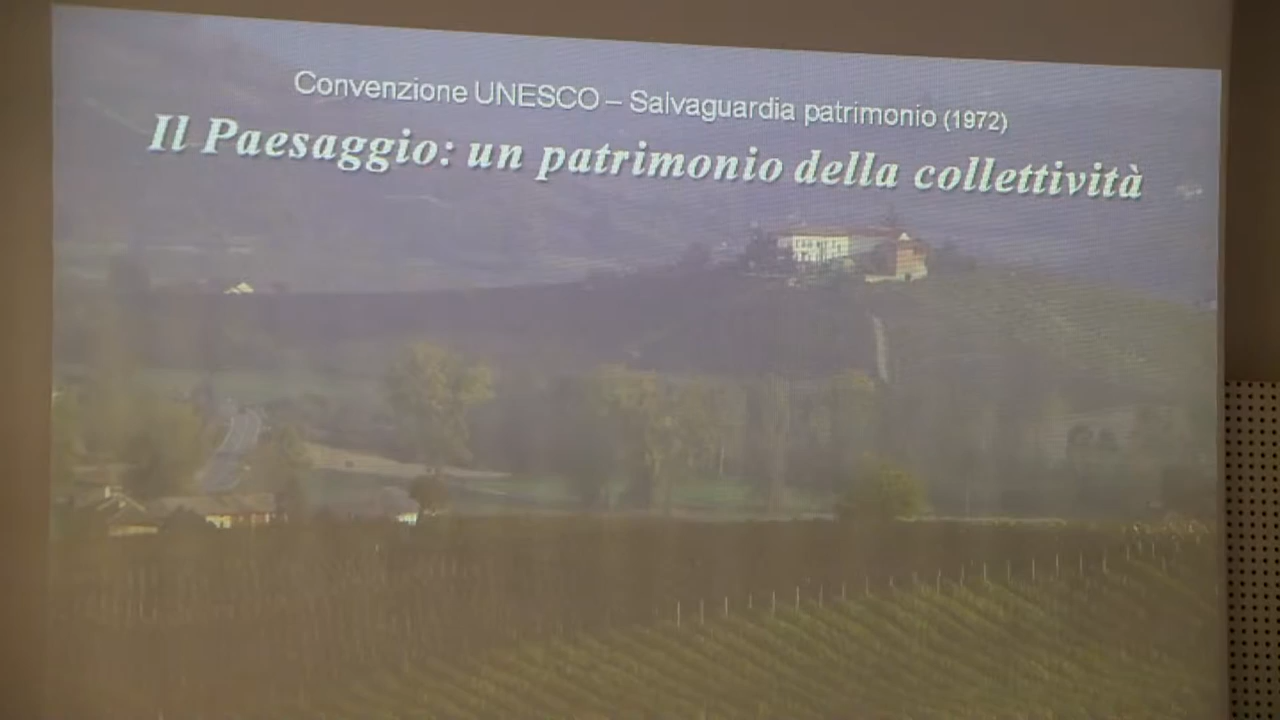 Convenzione UNESCO – Salvaguardia patrimonio (1972)
Il Paesaggio: un patrimonio della collettività